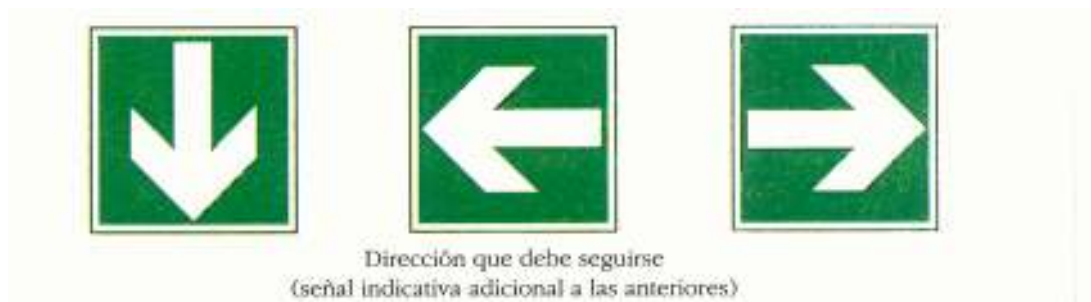 Dirección que debe seguirse
(señal indicativa adicional a las anteriores)